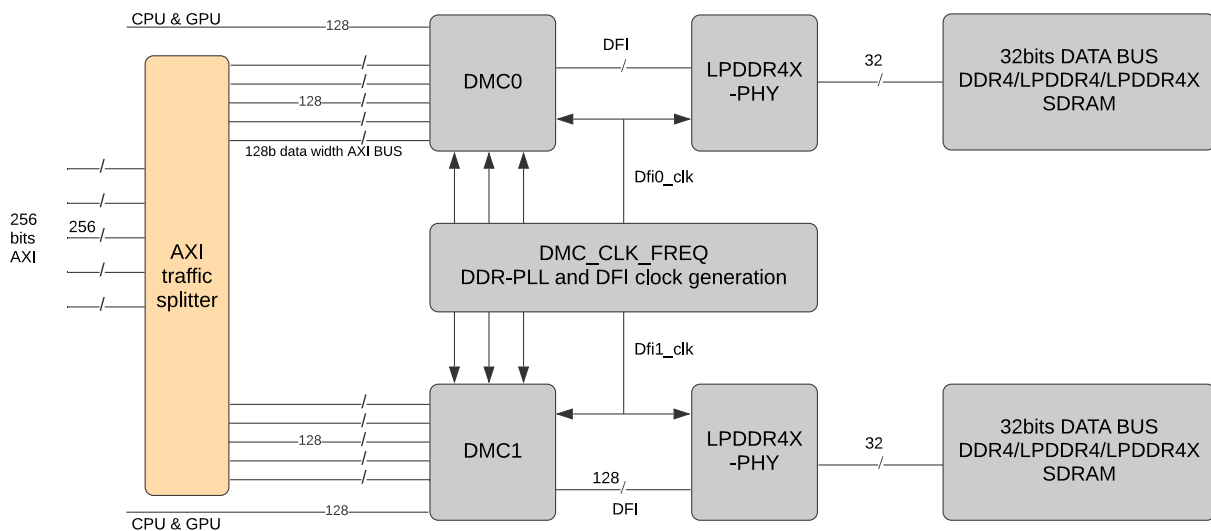 CPU & GPU
128
DMC0
DFI
LPDDR4X
-PHY
32
32bits DATA BUS
DDR4/LPDDR4/LPDDR4X
SDRAM
128
128b data width AXI BUS
Dfi0_clk
256
bits
AXI
256
AXI
traffic
splitter
DMC_CLK_FREQ
DDR-PLL and DFI clock generation
Dfi1_clk
128
DMC1
128
DFI
LPDDR4X
-PHY
32
32bits DATA BUS
DDR4/LPDDR4/LPDDR4X
SDRAM
128
CPU & GPU